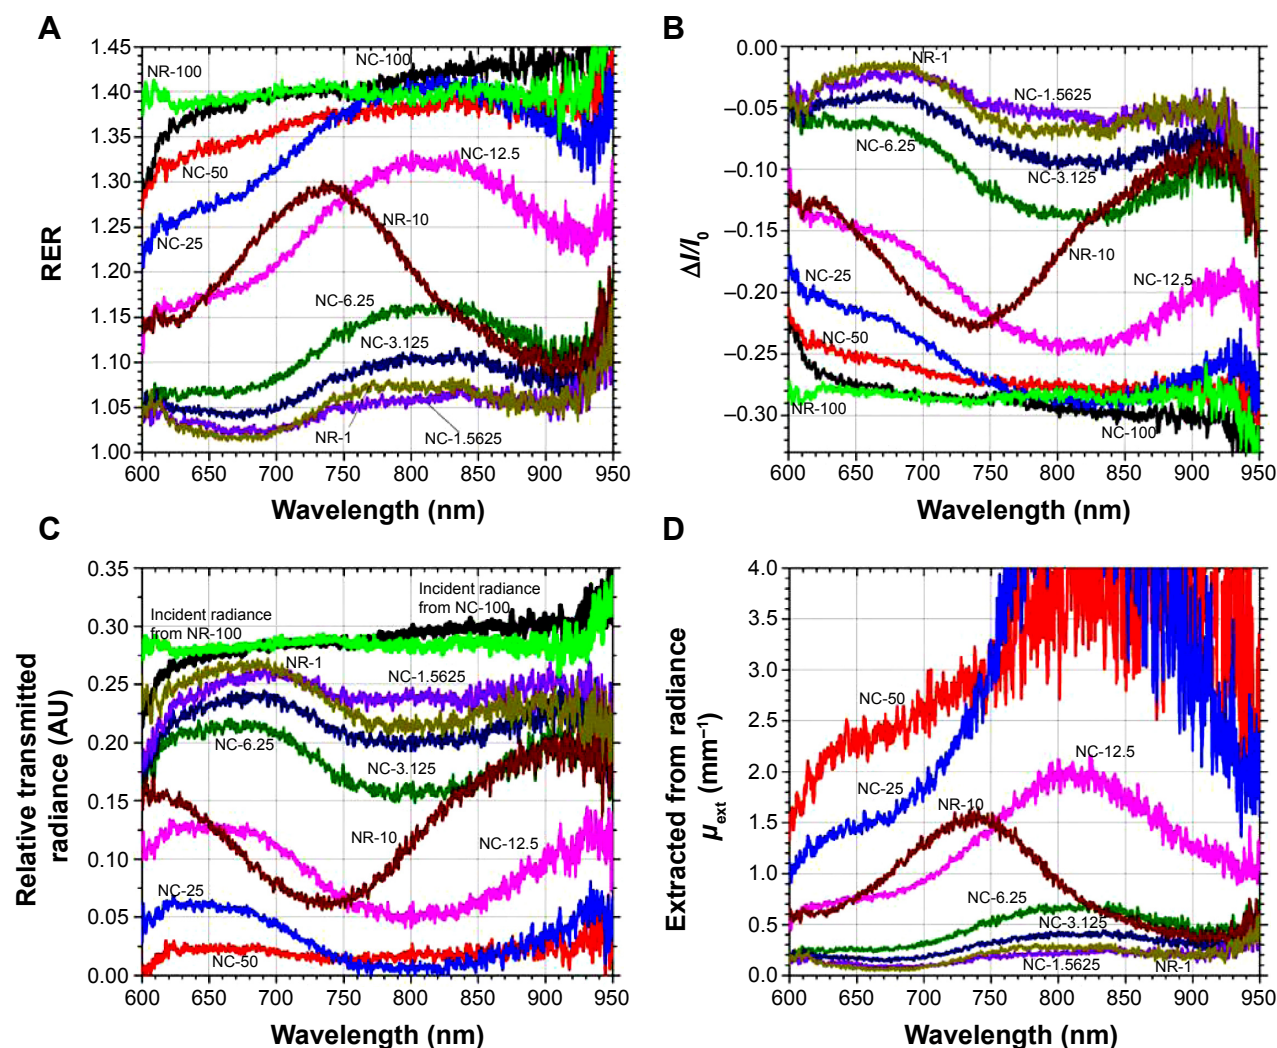 A
1.45
1.40
1.35
1.30
1.25
1.20
1.15
1.10
1.05
1.00
RER
NR-100
NC-100
NC-50
NC-25
NC-12.5
NR-10
NC-6.25
NC-3.125
NR-1
NC-1.5625
600 650 700 750 800 850 900 950
Wavelength (nm)
B
0.00
–0.05
–0.10
–0.15
–0.20
–0.25
–0.30
ΔI/I0
NR-1
NC-1.5625
NC-6.25
NC-3.125
NR-10
NC-25
NC-12.5
NC-50
NR-100
NC-100
600 650 700 750 800 850 900 950
Wavelength (nm)
C
0.35
0.30
0.25
0.20
0.15
0.10
0.05
0.00
Relative transmitted
radiance (AU)
Incident radiance
from NR-100
Incident radiance
from NC-100
NR-1
NC-1.5625
NC-6.25
NC-3.125
NR-10
NC-12.5
NC-25
NC-50
600 650 700 750 800 850 900 950
Wavelength (nm)
D
4.0
3.5
3.0
2.5
2.0
1.5
1.0
0.5
0.0
Extracted from radiance
μext (mm–1)
NC-50
NC-12.5
NC-25
NR-10
NC-6.25
NC-3.125
NC-1.5625
NR-1
600 650 700 750 800 850 900 950
Wavelength (nm)